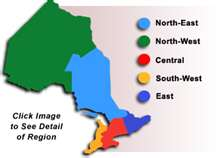 North-East
North-West
Central
South-West
East
Click Image
to See Detail
of Region